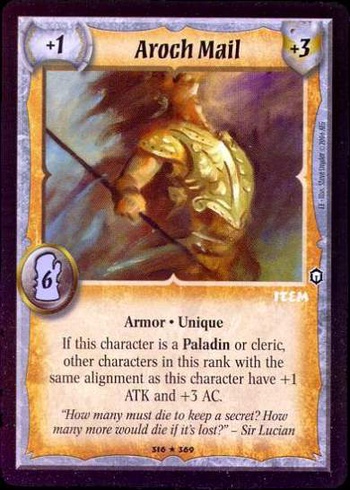 +1
Aroch Mail
+3
ITEM
6
Armor • Unique
If this character is a Paladin or cleric,
other characters in this rank with the
same alignment as this character have +1
ATK and +3 AC.
"How many must die to keep a secret? How
many more would die if it's lost?" – Sir Lucian
316 ★ 369